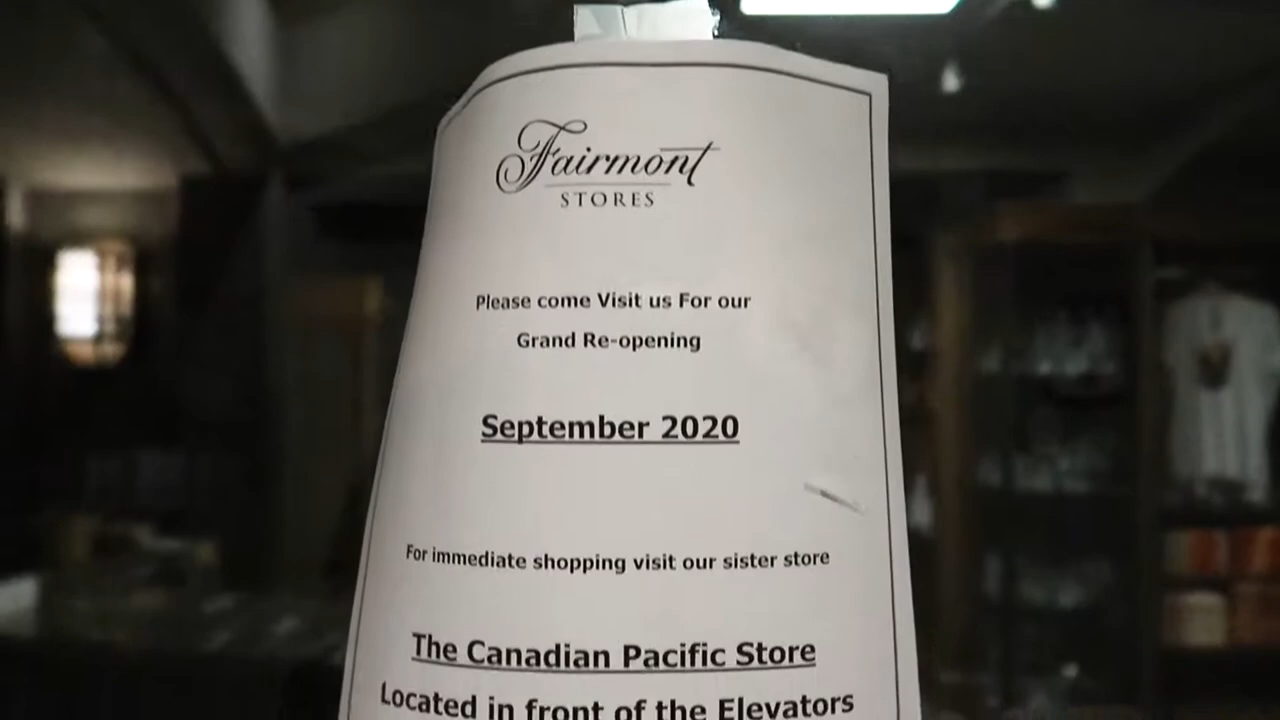 Fairmont
STORES
Please come Visit us For our
Grand Re-opening
September 2020
For immediate shopping visit our sister store
The Canadian Pacific Store
Located in front of the Elevators